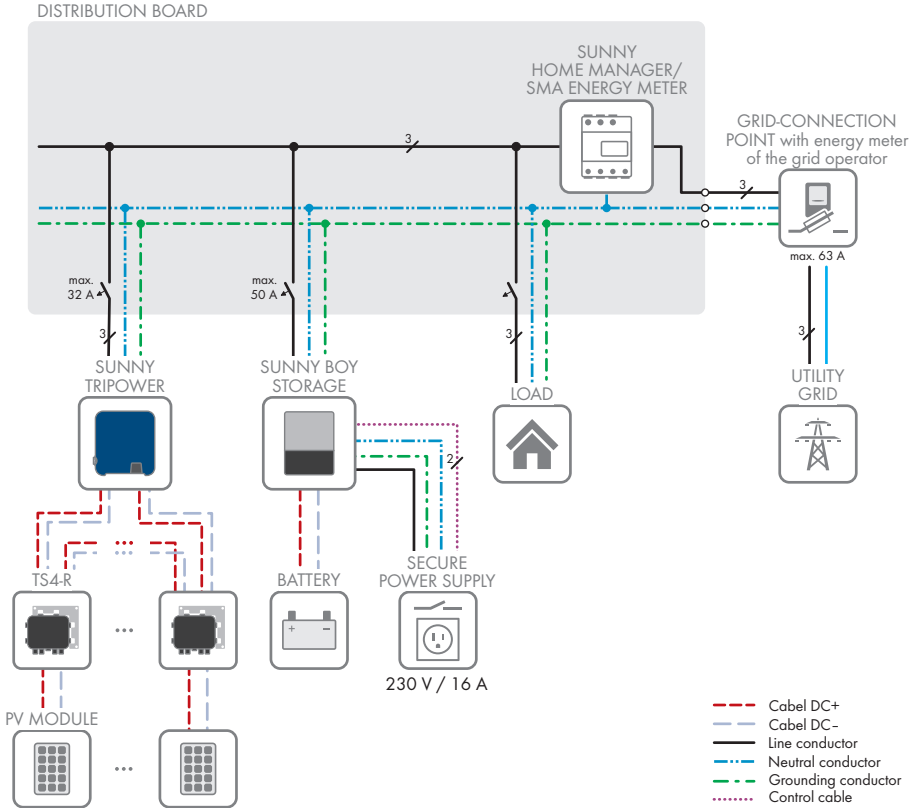 DISTRIBUTION BOARD
SUNNY
HOME MANAGER/
SMA ENERGY METER
GRID-CONNECTION
POINT with energy meter
of the grid operator
3
3
max. 63 A
max.
32 A
max.
50 A
3
3
3
SUNNY
TRIPOWER
SUNNY BOY
STORAGE
LOAD
UTILITY
GRID
2
TS4-R
BATTERY
SECURE
POWER SUPPLY
...
...
+ −
230 V / 16 A
PV MODULE
...
Cabel DC+
Cabel DC–
Line conductor
Neutral conductor
Grounding conductor
Control cable